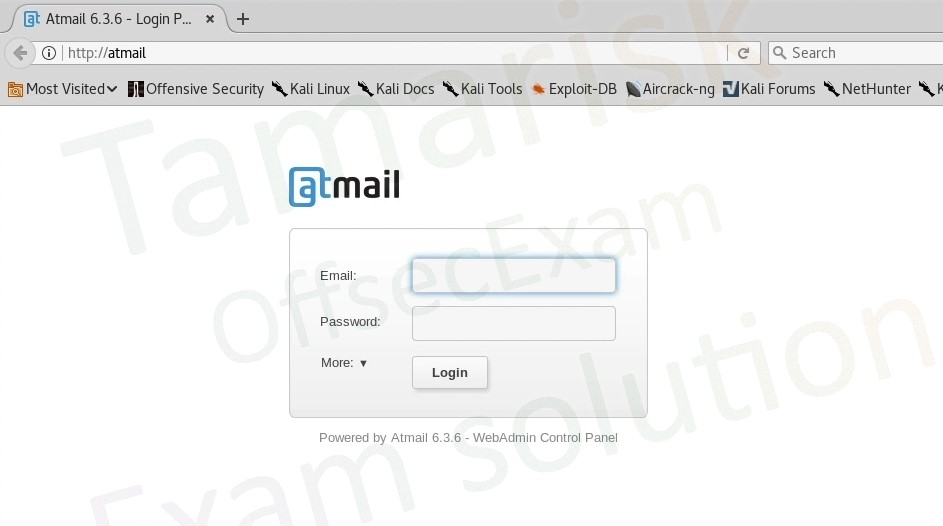 Atmail 6.3.6 - Login P...
http://atmail
Search
Most Visited
Offensive Security
Kali Linux
Kali Docs
Kali Tools
Exploit-DB
Aircrack-ng
Kali Forums
NetHunter
K
Tamarisk
atmail
OffsecExam
Email:
Password:
More:
Login
Exam solution
Powered by Atmail 6.3.6 - WebAdmin Control Panel